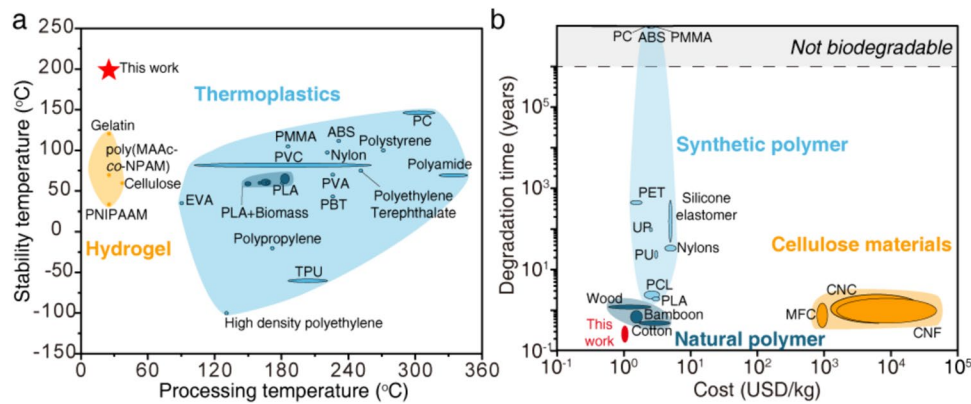 a
250
200
150
100
50
0
-50
-100
-150
Stability temperature (°C)
This work
Thermoplastics
Gelatin
poly(MAAc-
co-NPAM)
Cellulose
PNIPAAM
Hydrogel
PC
PMMA
ABS
Polystyrene
PVC
Nylon
Polyamide
PLA
PVA
EVA
PLA+Biomass
PBT
Polyethylene
Terephthalate
Polypropylene
TPU
High density polyethylene
0
60
120
180
240
300
360
Processing temperature (°C)
b
PC ABS PMMA
Not biodegradable
10^5
10^3
10^1
10^-1
Degradation time (years)
Synthetic polymer
PET
Silicone
elastomer
UP
PU
Nylons
Cellulose materials
PCL
PLA
Wood
Bamboon
Cotton
This
work
Natural polymer
CNC
MFC
CNF
10^-1
10^0
10^1
10^2
10^3
10^4
10^5
Cost (USD/kg)